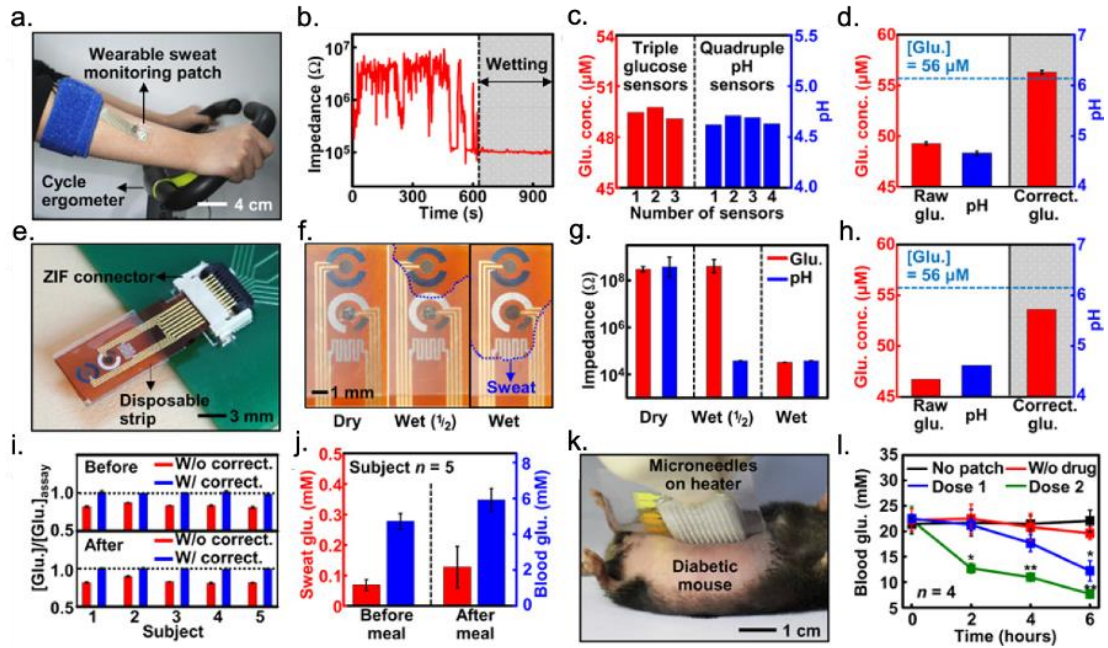 a.
Wearable sweat
monitoring patch
Cycle
ergometer
4 cm
b.
Impedance (Ω)
10⁷
10⁶
10⁵
Wetting
0 300 600 900
Time (s)
c.
Glu. conc. (µM)
54
51
48
45
Triple
glucose
sensors
Quadruple
pH
sensors
5.0
4.5
4.0
pH
1 2 3 1 2 3 4
Number of sensors
d.
Glu conc. (µM)
60
55
50
45
[Glu.]
= 56 µM
7
6
5
4
pH
Raw
glu.
pH
Correct.
glu.
e.
ZIF connector
Disposable
strip
3 mm
f.
1 mm
Sweat
Dry
Wet (¹/₂)
Wet
g.
Impedance (Ω)
10⁸
10⁶
10⁴
Glu.
pH
Dry
Wet (¹/₂)
Wet
h.
Glu. conc. (µM)
60
55
50
45
[Glu.]
= 56 µM
7
6
5
4
pH
Raw
glu.
pH
Correct.
glu.
i.
[Glu.]/[Glu.]assay
Before
W/o correct.
W/ correct.
1.0
0.5
After
W/o correct.
W/ correct.
1.0
0.5
1 2 3 4 5
Subject
j.
Sweat glu. (mM)
0.5
0.4
0.3
0.2
0.1
0
Subject n = 5
8
6
4
2
0
Blood glu. (mM)
Before
meal
After
meal
k.
Microneedles
on heater
Diabetic
mouse
1 cm
l.
Blood glu. (mM)
30
25
20
15
10
5
No patch
W/o drug
Dose 1
Dose 2
*
**
*
**
n = 4
0 2 4 6
Time (hours)